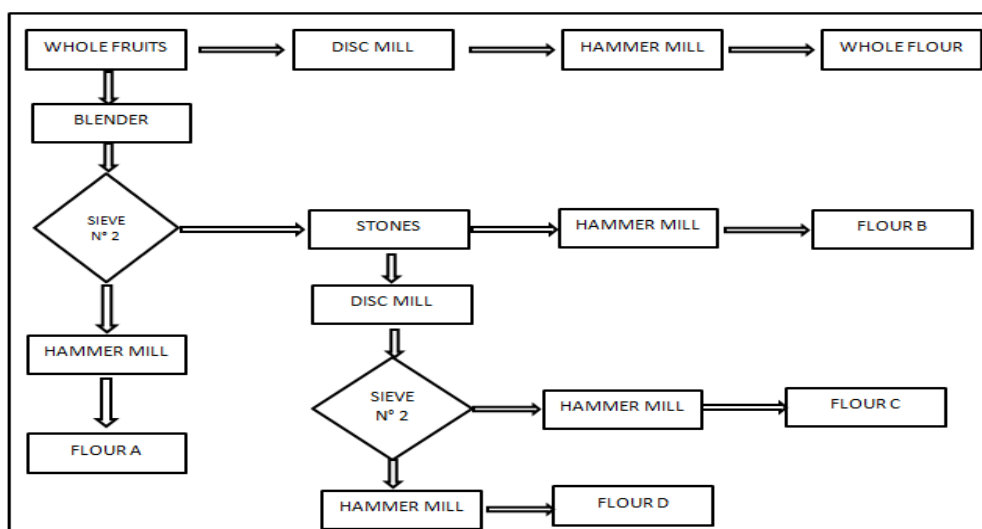 WHOLE FRUITS
DISC MILL
HAMMER MILL
WHOLE FLOUR
BLENDER
SIEVE
N° 2
STONES
HAMMER MILL
FLOUR B
DISC MILL
HAMMER MILL
SIEVE
N° 2
HAMMER MILL
FLOUR C
FLOUR A
HAMMER MILL
FLOUR D